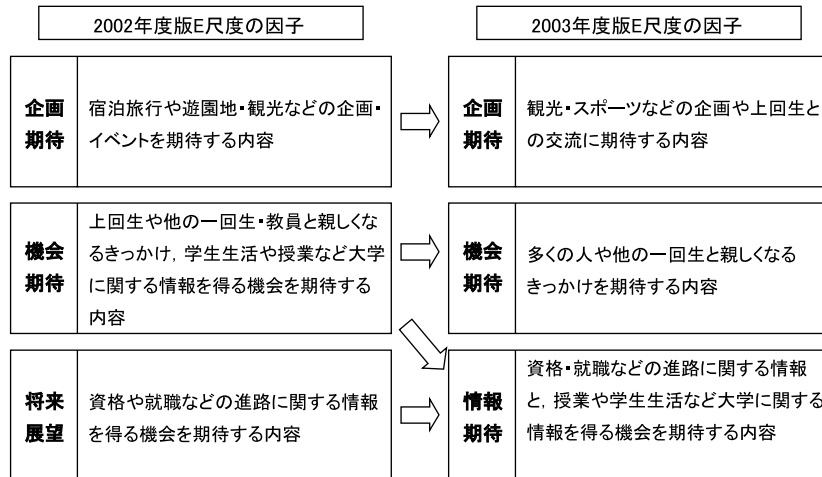 2002年度版E尺度の因子
2003年度版E尺度の因子
企画
期待
宿泊旅行や遊園地・観光などの企画・
イベントを期待する内容
企画
期待
観光・スポーツなどの企画や上回生と
の交流に期待する内容
機会
期待
上回生や他の一回生・教員と親しくな
るきっかけ，学生生活や授業など大学
に関する情報を得る機会を期待する
内容
機会
期待
多くの人や他の一回生と親しくなる
きっかけを期待する内容
将来
展望
資格や就職などの進路に関する情報
を得る機会を期待する内容
情報
期待
資格・就職などの進路に関する情報
と，授業や学生生活など大学に関する
情報を得る機会を期待する内容